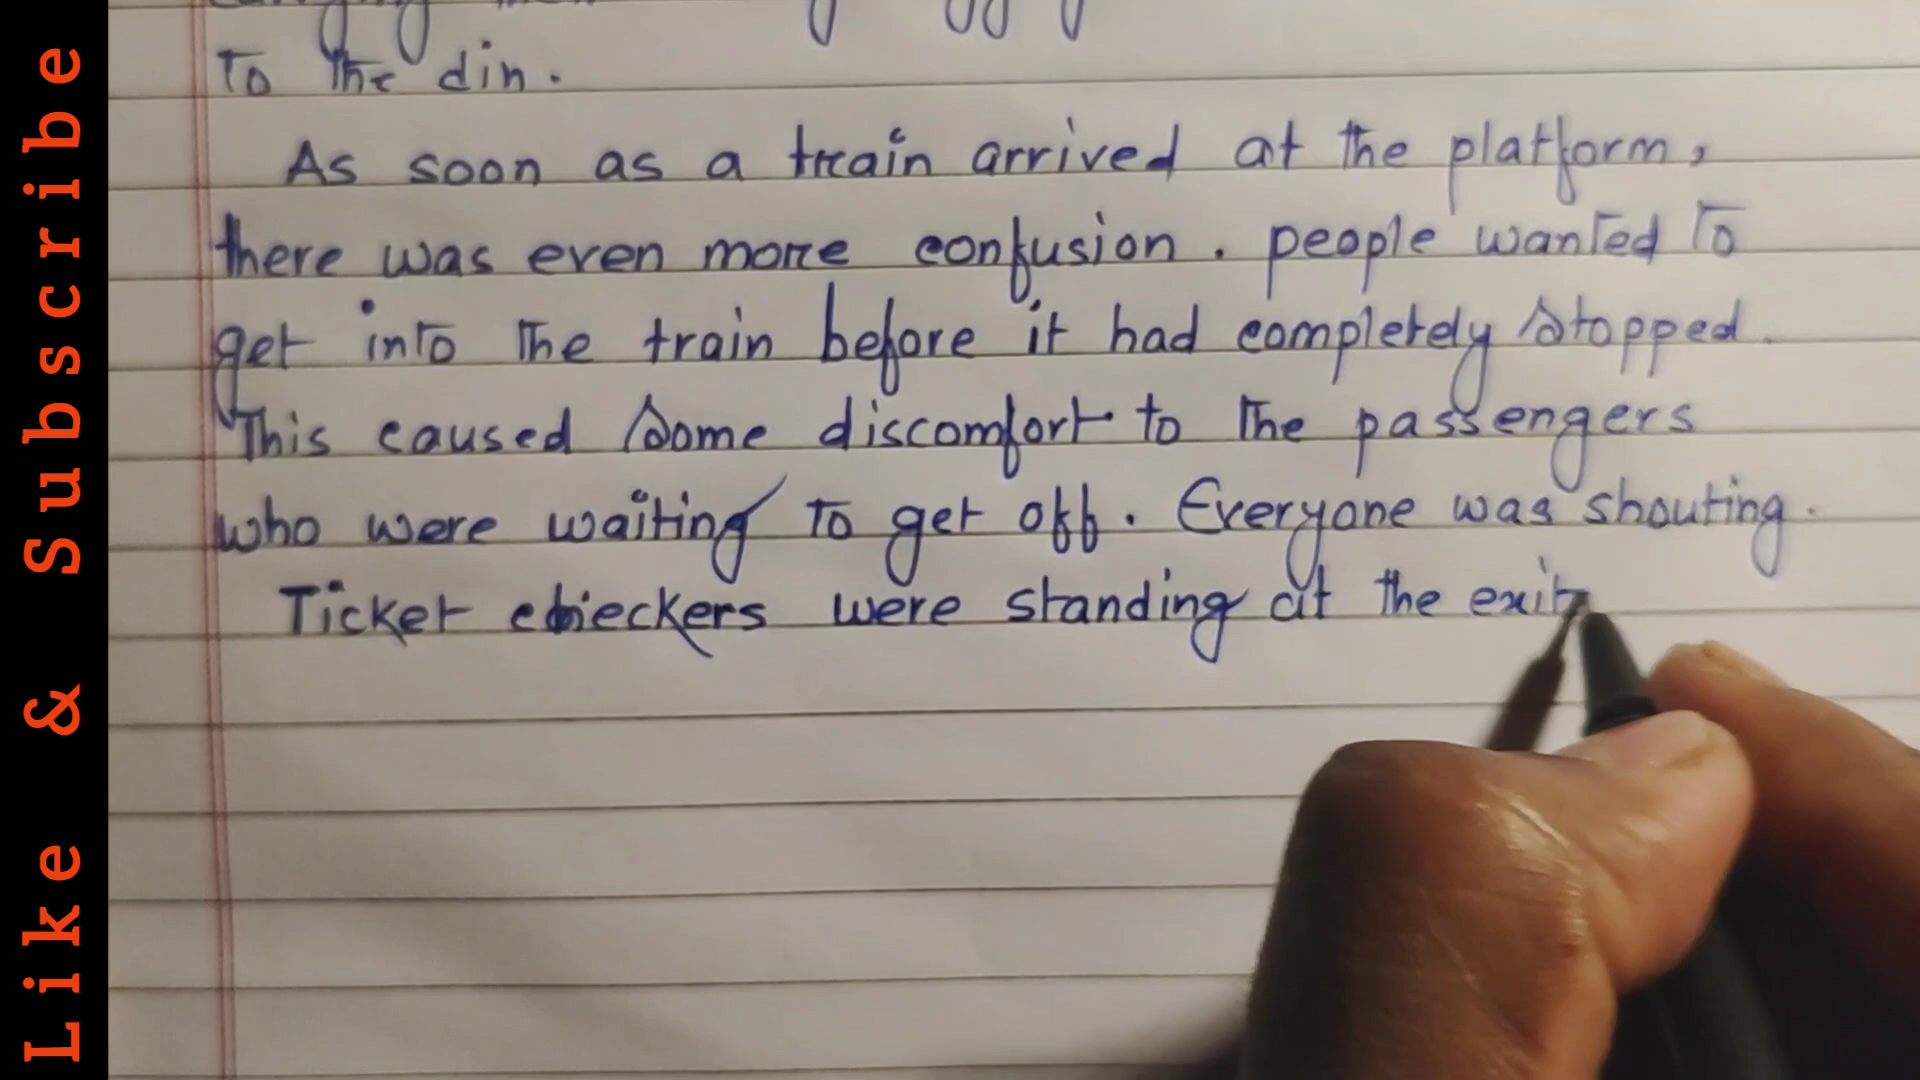 to the din.
As soon as a train arrived at the platform,
there was even more confusion. people wanted to
get into the train before it had completely stopped.
This caused some discomfort to the passengers
who were waiting to get off. Everyone was shouting.
Ticket checkers were standing at the exit
Like & Subscribe